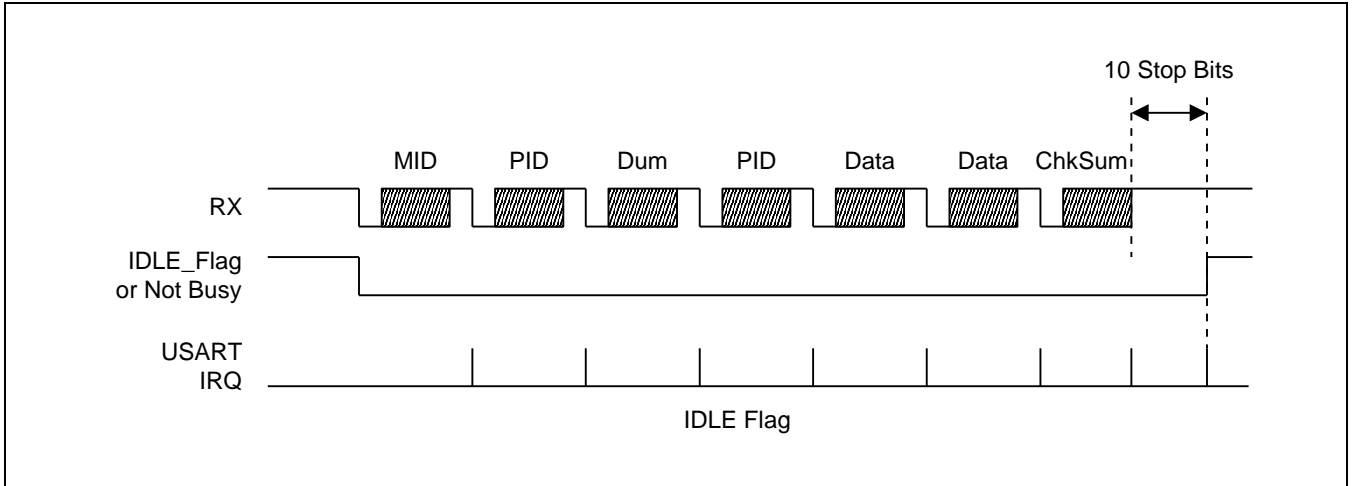 10 Stop Bits
MID PID Dum PID Data Data ChkSum
RX
IDLE_Flag
or Not Busy
USART
IRQ
IDLE Flag